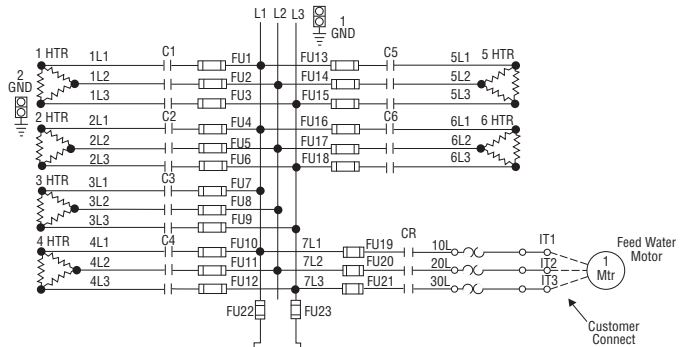 L1 L2 L3 1 GND
1 HTR 1L1 C1 FU1 FU13 C5 5L1 5 HTR
1L2 FU2 FU14 5L2
2 GND
1L3 FU3 FU15 5L3
2 HTR 2L1 C2 FU4 FU16 C6 6L1 6 HTR
2L2 FU5 FU17 6L2
2L3 FU6 FU18 6L3
3 HTR 3L1 C3 FU7
3L2 FU8
3L3 FU9
4 HTR 4L1 C4 FU10 7L1 FU19 CR 10L IT1
4L2 FU11 7L2 FU20 20L IT2
4L3 FU12 7L3 FU21 30L IT3
1 Mtr
Feed Water
Motor
FU22 FU23
Customer
Connect